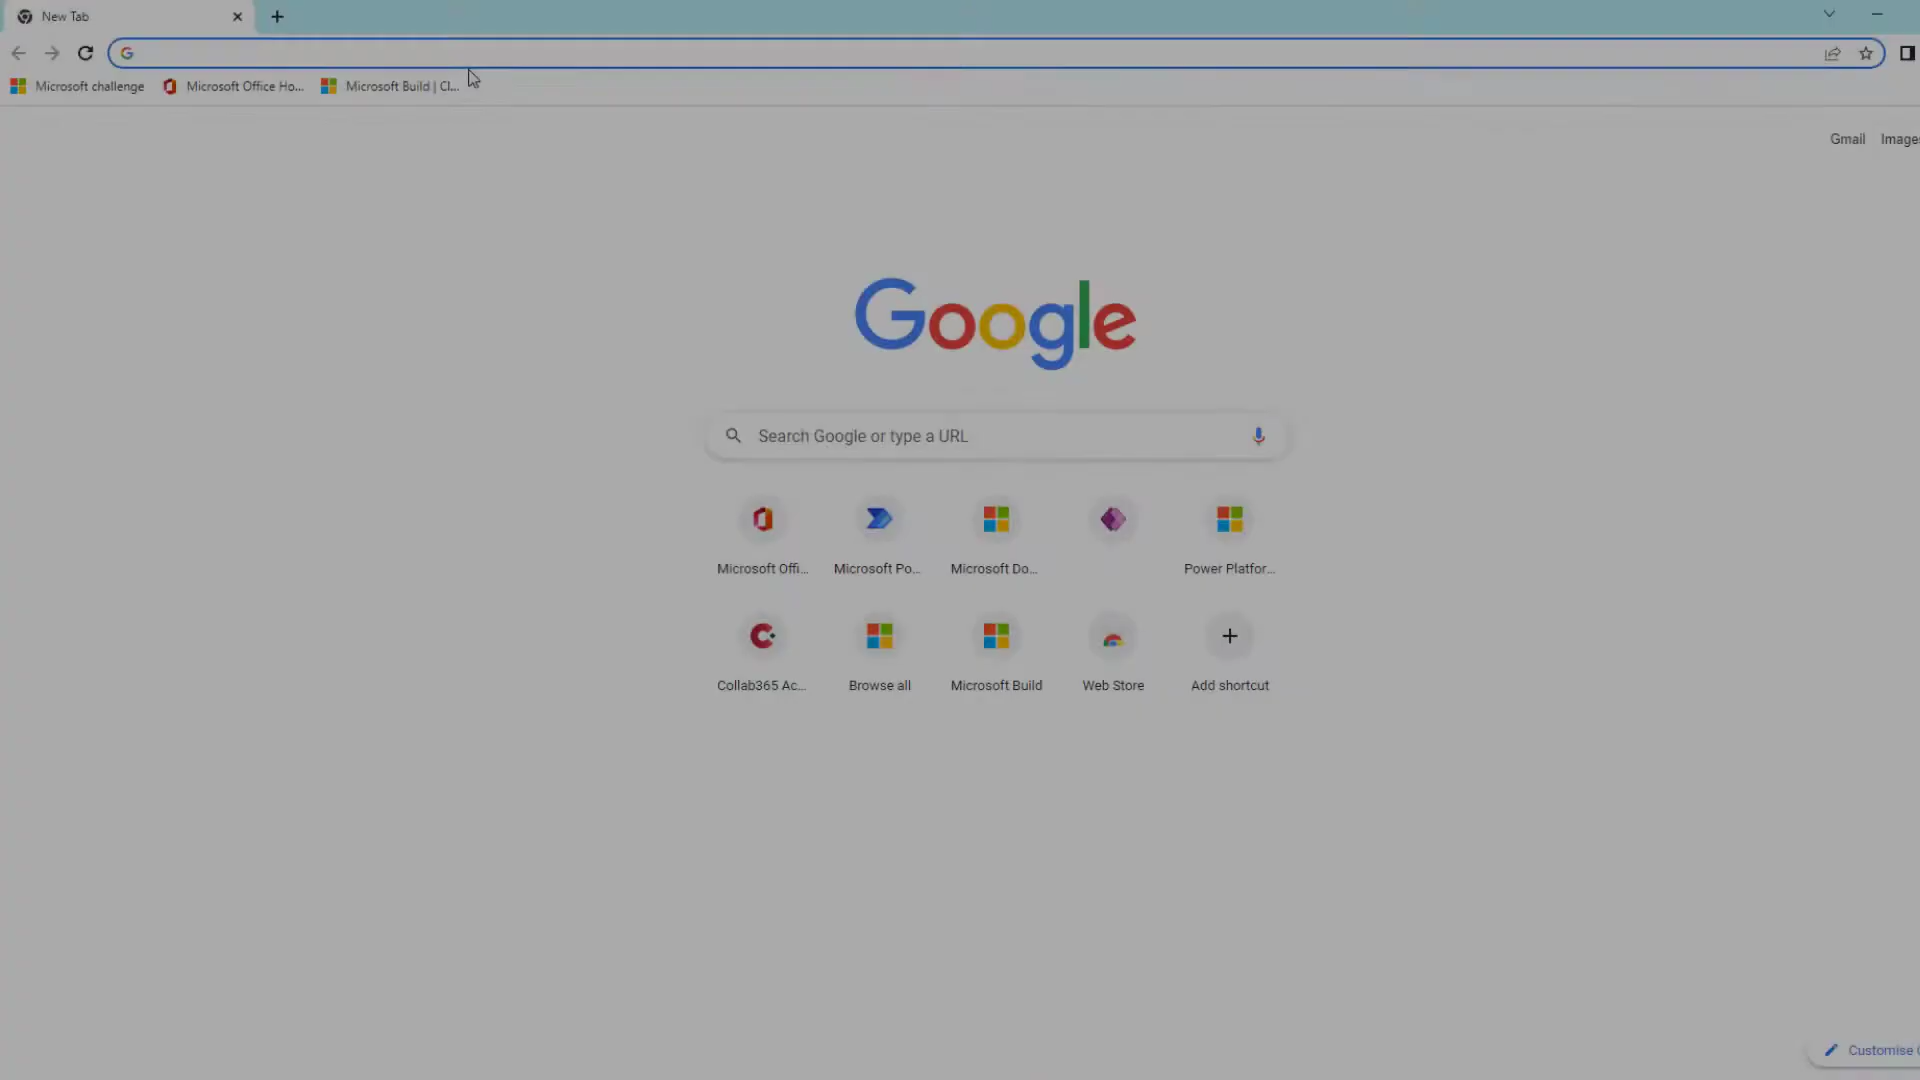 New Tab
Microsoft challenge
Microsoft Office Ho...
Microsoft Build | Cl...
Gmail
Images
Google
Search Google or type a URL
Microsoft Offi...
Microsoft Po...
Microsoft Do...
Power Platfor...
Collab365 Ac...
Browse all
Microsoft Build
Web Store
Add shortcut
Customise